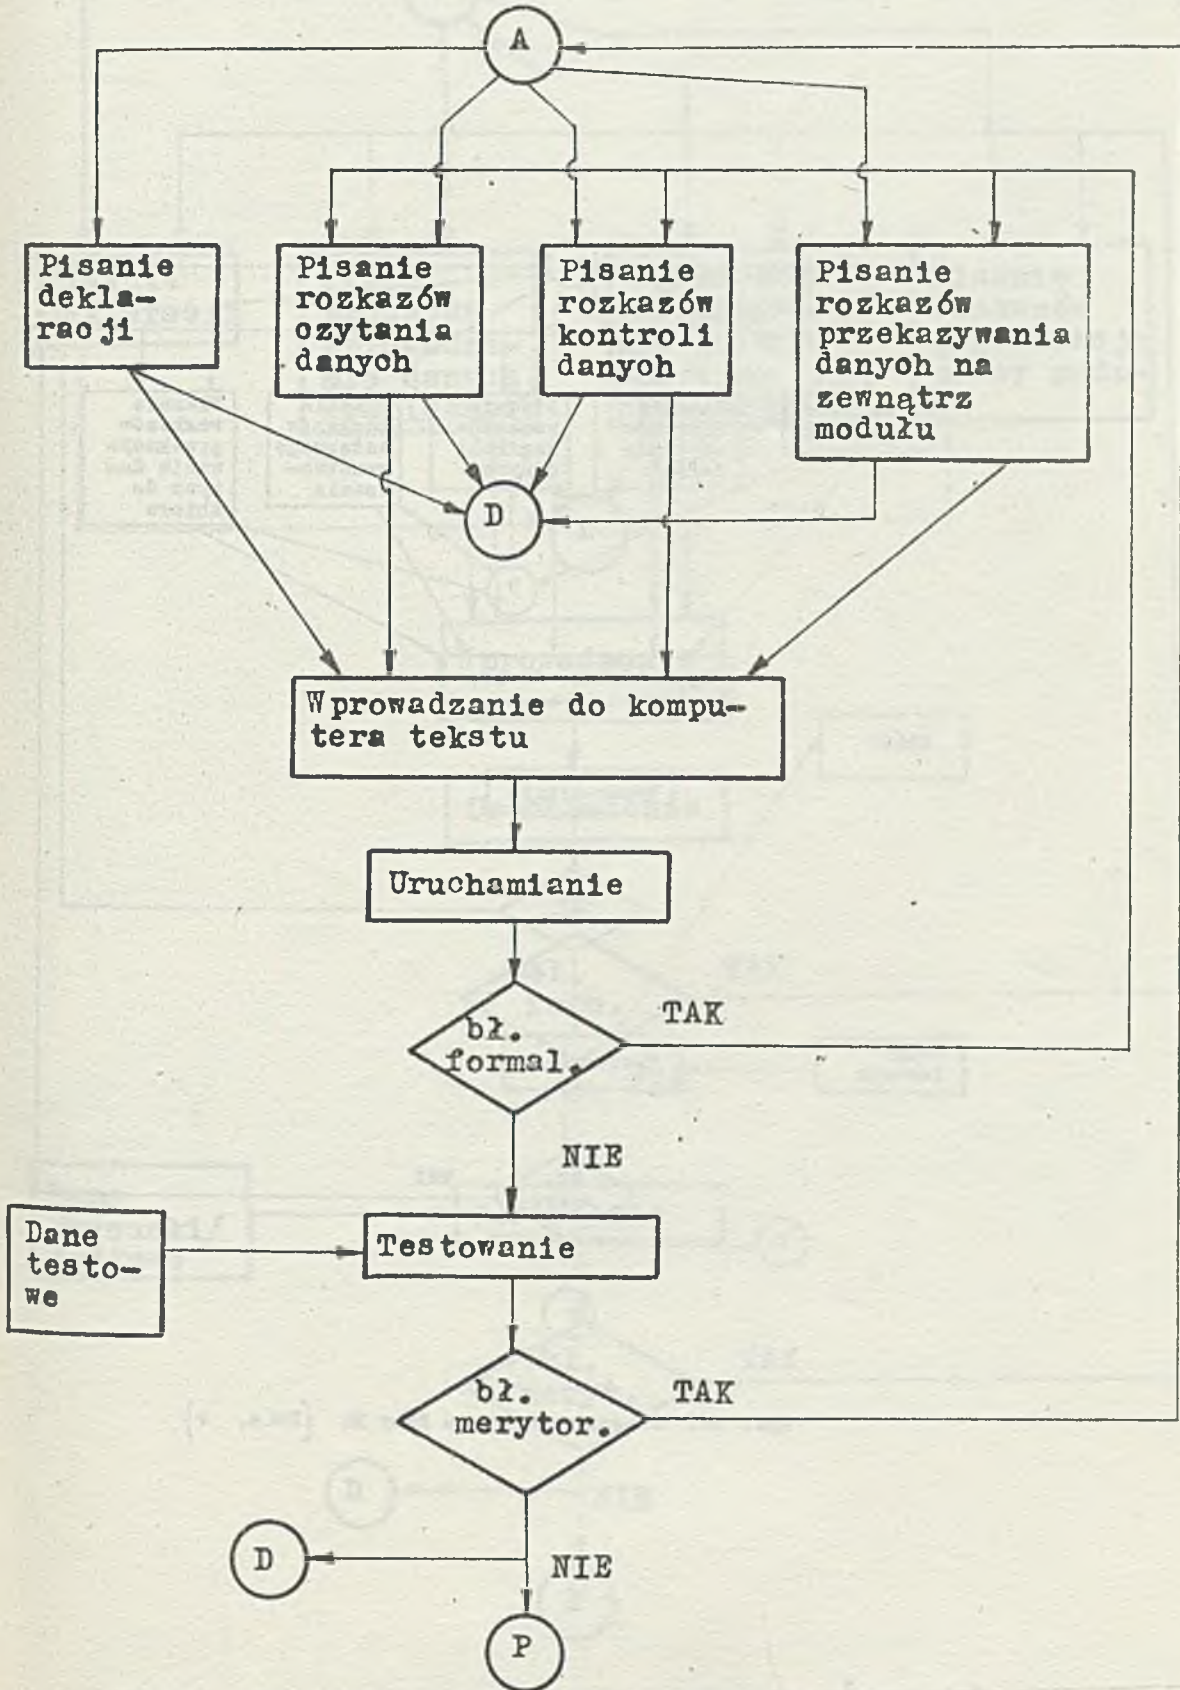 A
Pisanie
dekla-
racji
Pisanie
rozkazów
czytania
danych
Pisanie
rozkazów
kontroli
danych
Pisanie
rozkazów
przekazywania
danych na
zewnątrz
modułu
D
Wprowadzanie do kompu-
tera tekstu
Uruchamianie
bł.
formal.
TAK
NIE
Dane
testo-
we
Testowanie
bł.
merytor.
TAK
D
NIE
P